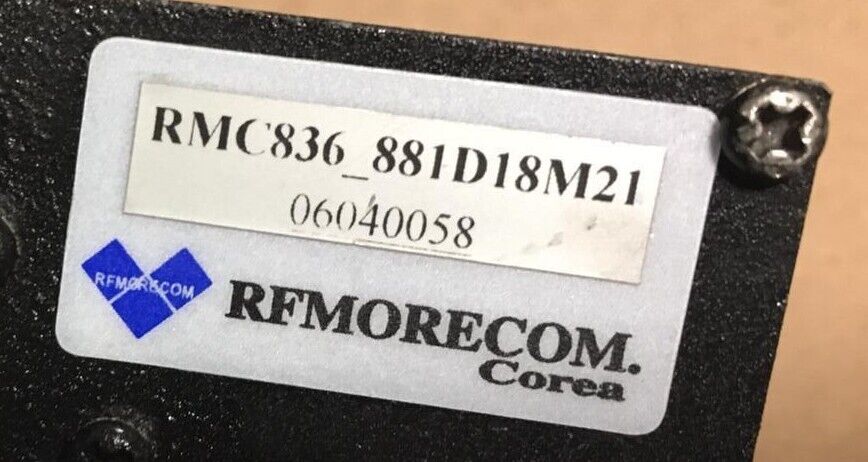 RMC836_881D18M21
06040058
RFMORECOM
RFMORECOM.
Corea